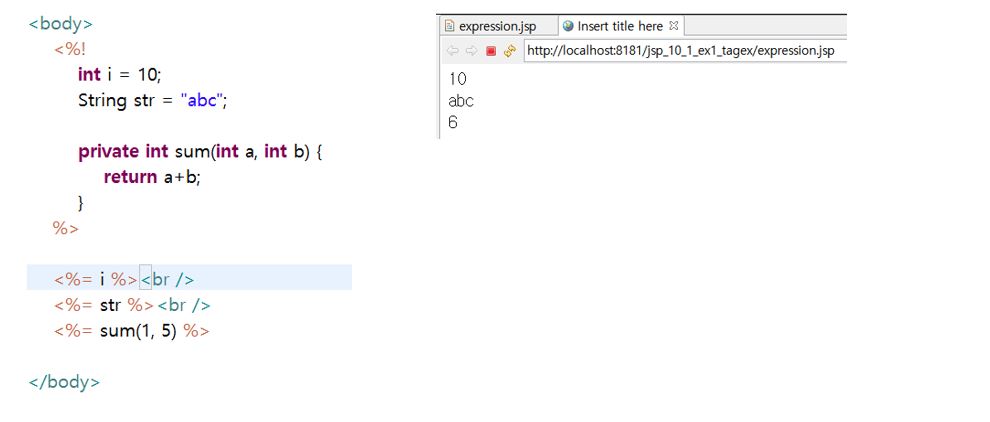 <body>
<%!
int i = 10;
String str = "abc";
private int sum(int a, int b) {
return a+b;
}
%>
<%= i %><br />
<%= str %><br />
<%= sum(1, 5) %>
</body>
expression.jsp
Insert title here
http://localhost:8181/jsp_10_1_ex1_tagex/expression.jsp
10
abc
6